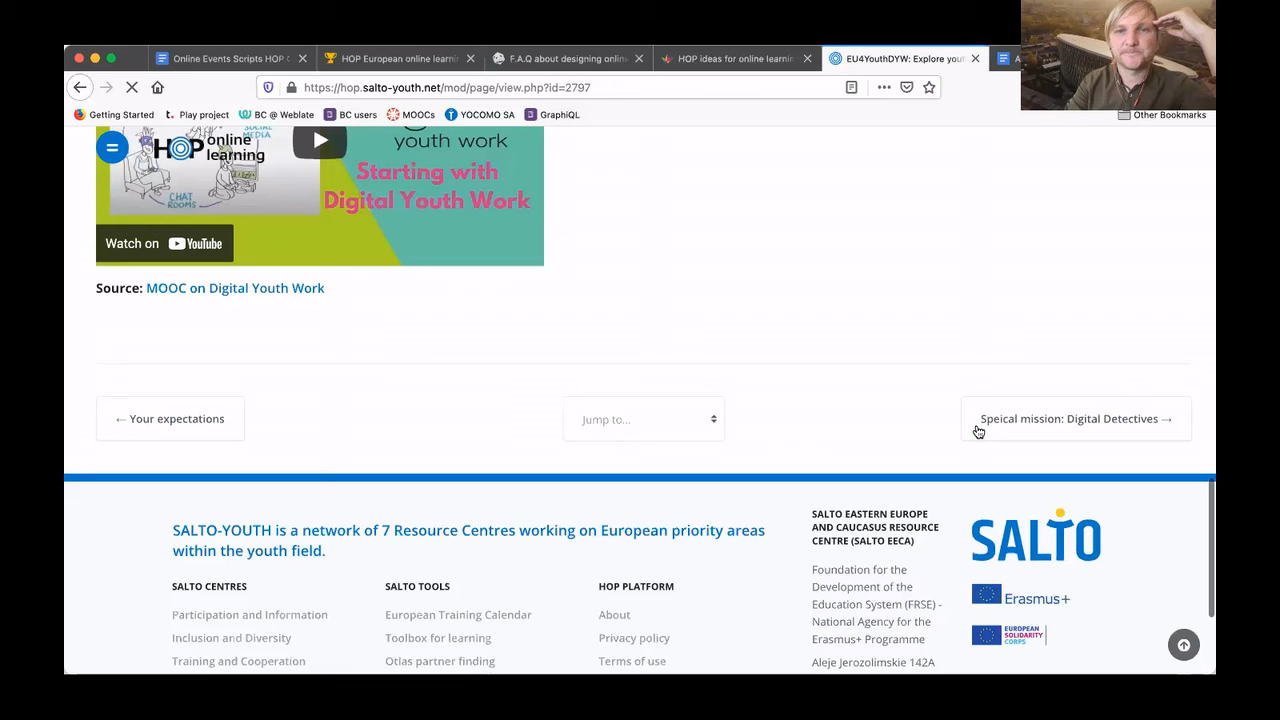 Online Events Scripts HOP
HOP European online learni
F.A.Q about designing onlin
HOP ideas for online learnin
EU4YouthDYW: Explore you
https://hop.salto-youth.net/mod/page/view.php?id=2797
Getting Started
Play project
BC @ Weblate
BC users
MOOCs
YOCOMO SA
GraphiQL
Other Bookmarks
HOP online learning
SOCIAL
MEDIA
CHAT
ROOMS
youth work
Starting with
Digital Youth Work
Watch on YouTube
Source: MOOC on Digital Youth Work
← Your expectations
Jump to...
Speical mission: Digital Detectives →
SALTO-YOUTH is a network of 7 Resource Centres working on European priority areas
within the youth field.
SALTO CENTRES
Participation and Information
Inclusion and Diversity
Training and Cooperation
SALTO TOOLS
European Training Calendar
Toolbox for learning
Otlas partner finding
HOP PLATFORM
About
Privacy policy
Terms of use
SALTO EASTERN EUROPE
AND CAUCASUS RESOURCE
CENTRE (SALTO EECA)
Foundation for the
Development of the
Education System (FRSE) -
National Agency for the
Erasmus+ Programme
Aleje Jerozolimskie 142A
SALTO
Erasmus+
EUROPEAN
SOLIDARITY
CORPS